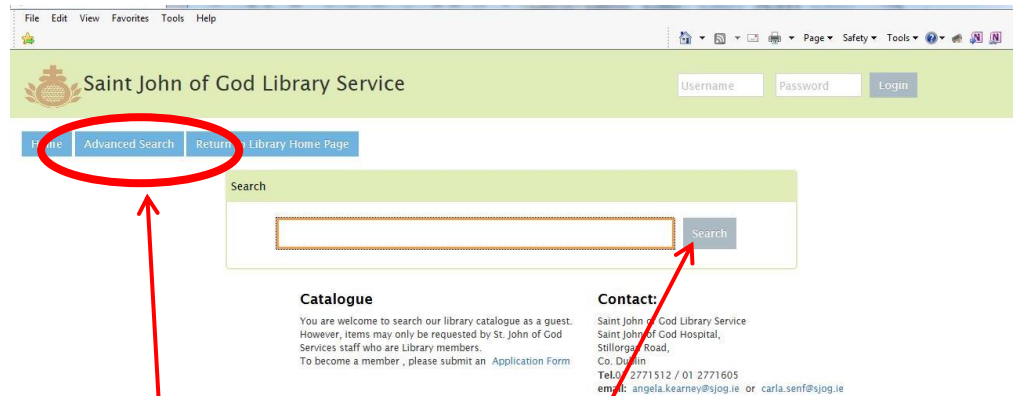 File Edit View Favorites Tools Help
Page Safety Tools
Saint John of God Library Service
Username Password Login
Home Advanced Search Return to Library Home Page
Search
Search
Catalogue
You are welcome to search our library catalogue as a guest.
However, items may only be requested by St. John of God
Services staff who are Library members.
To become a member , please submit an Application Form
Contact:
Saint John of God Library Service
Saint John of God Hospital,
Stillorgan Road,
Co. Dublin
Tel.01 2771512 / 01 2771605
email: angela.kearney@sjog.ie or carla.senf@sjog.ie